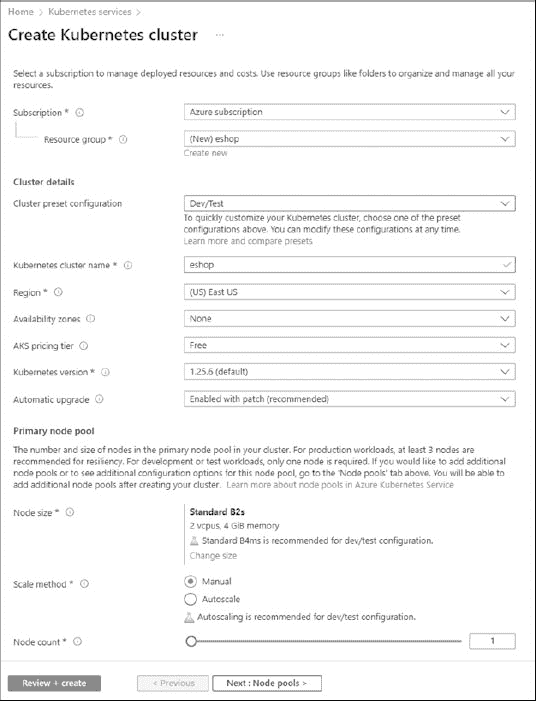 Home > Kubernetes services >
Create Kubernetes cluster ...
Select a subscription to manage deployed resources and costs. Use resource groups like folders to organize and manage all your
resources.
Subscription *
Azure subscription
Resource group *
(New) eshop
Create new
Cluster details
Cluster preset configuration
Dev/Test
To quickly customize your Kubernetes cluster, choose one of the preset
configurations above. You can modify these configurations at any time.
Learn more and compare presets
Kubernetes cluster name *
eshop
Region *
(US) East US
Availability zones
None
AKS pricing tier
Free
Kubernetes version *
1.25.6 (default)
Automatic upgrade
Enabled with patch (recommended)
Primary node pool
The number and size of nodes in the primary node pool in your cluster. For production workloads, at least 3 nodes are
recommended for resiliency. For development or test workloads, only one node is required. If you would like to add additional
node pools or to see additional configuration options for this node pool, go to the 'Node pools' tab above. You will be able to
add additional node pools after creating your cluster. Learn more about node pools in Azure Kubernetes Service
Node size *
Standard B2s
2 vcpus, 4 GiB memory
Standard B4ms is recommended for dev/test configuration.
Change size
Scale method *
Manual
Autoscale
Autoscaling is recommended for dev/test configuration.
Node count *
1
Review + create
< Previous
Next : Node pools >